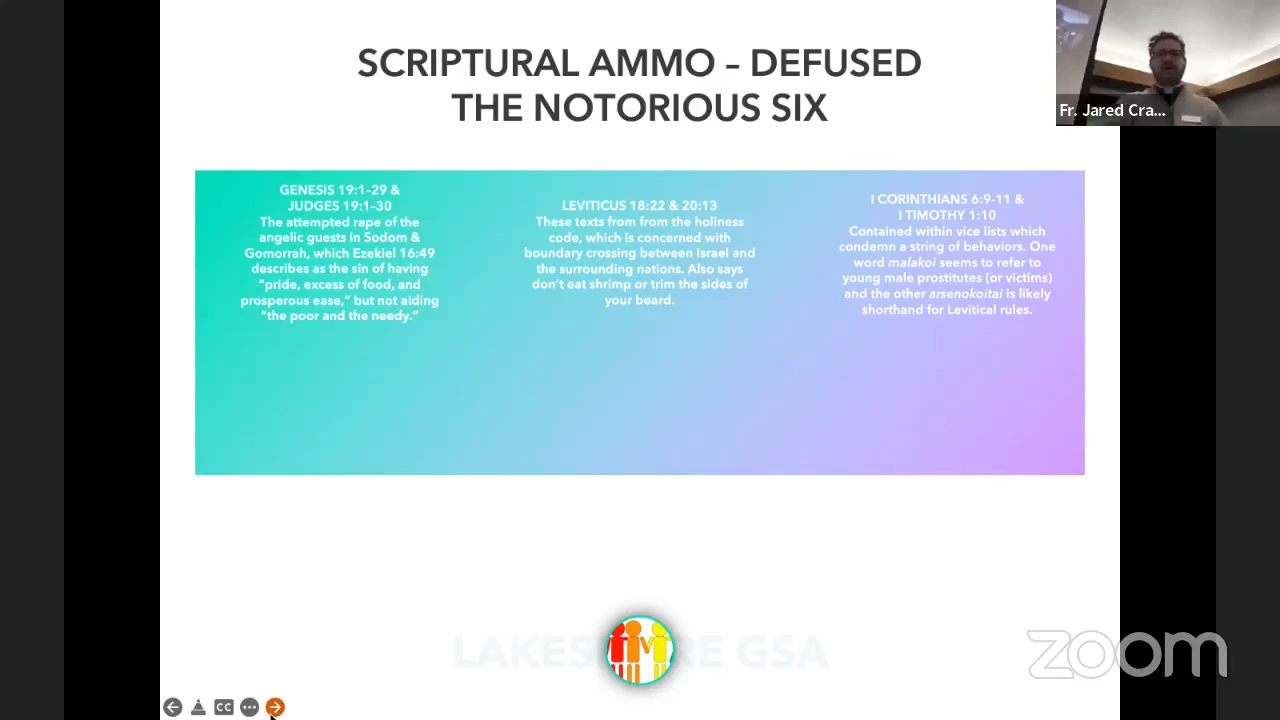 SCRIPTURAL AMMO – DEFUSED
THE NOTORIOUS SIX
Fr. Jared Cra...
GENESIS 19:1-29 &
JUDGES 19:1-30
The attempted rape of the
angelic guests in Sodom &
Gomorrah, which Ezekiel 16:49
describes as the sin of having
“pride, excess of food, and
prosperous ease,” but not aiding
“the poor and the needy.”
LEVITICUS 18:22 & 20:13
These texts from from the holiness
code, which is concerned with
boundary crossing between Israel and
the surrounding nations. Also says
don’t eat shrimp or trim the sides of
your beard.
I CORINTHIANS 6:9-11 &
I TIMOTHY 1:10
Contained within vice lists which
condemn a string of behaviors. One
word malakoi seems to refer to
young male prostitutes (or victims)
and the other arsenokoitai is likely
shorthand for Levitical rules.
GSA
zoom
CC